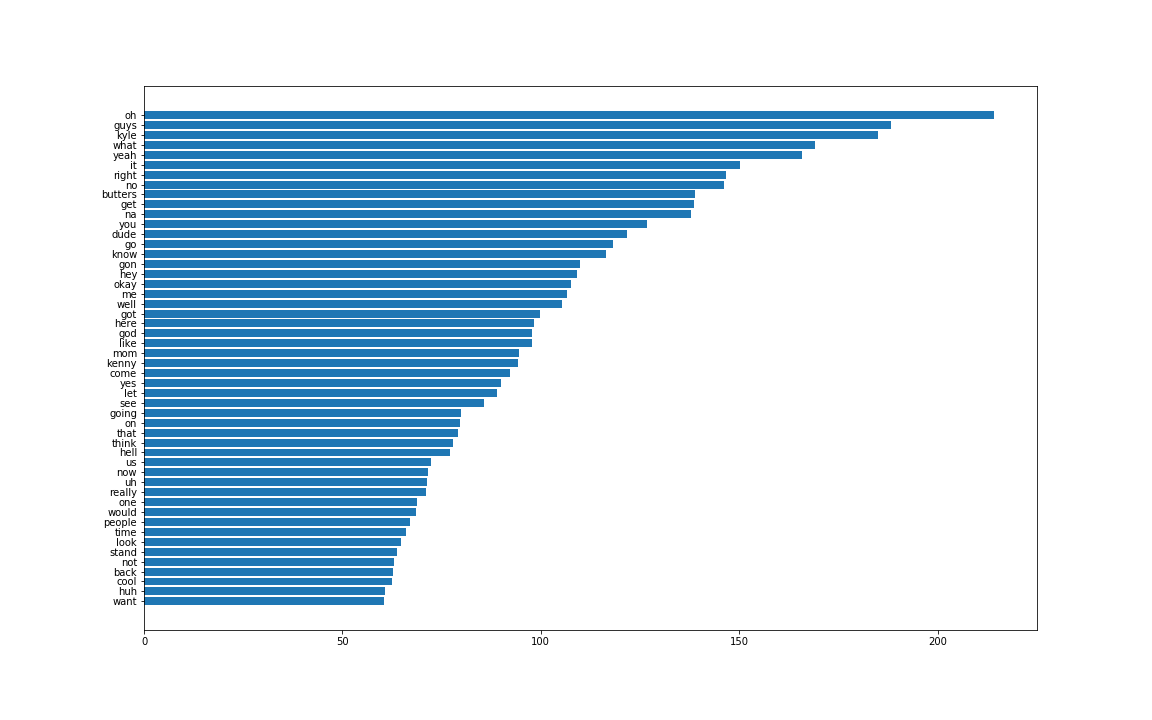 oh
guys
kyle
what
yeah
it
right
no
butters
get
na
you
dude
go
know
gon
hey
okay
me
well
got
here
god
like
mom
kenny
come
yes
let
see
going
on
that
think
hell
us
now
uh
really
one
would
people
time
look
stand
not
back
cool
huh
want
0 50 100 150 200